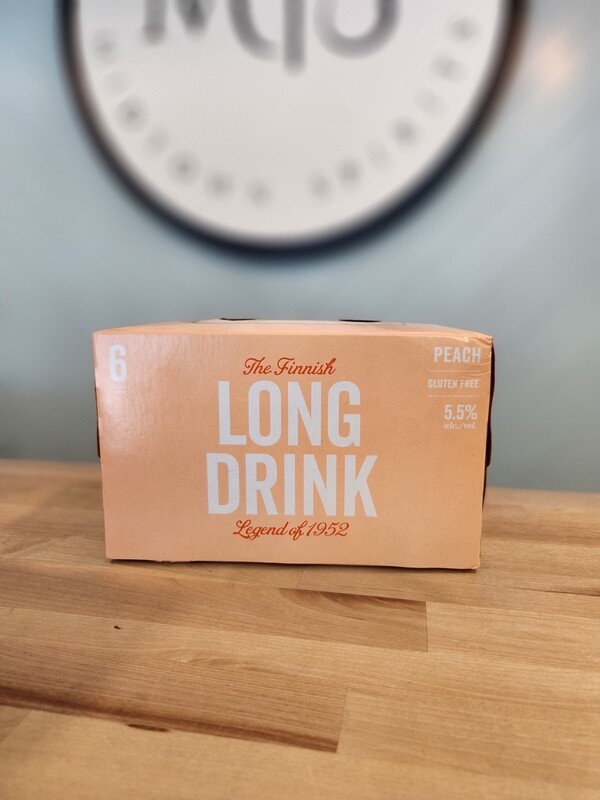 6
The Finnish
LONG
DRINK
Legend of 1952
PEACH
GLUTEN FREE
5.5%
alc./vol.